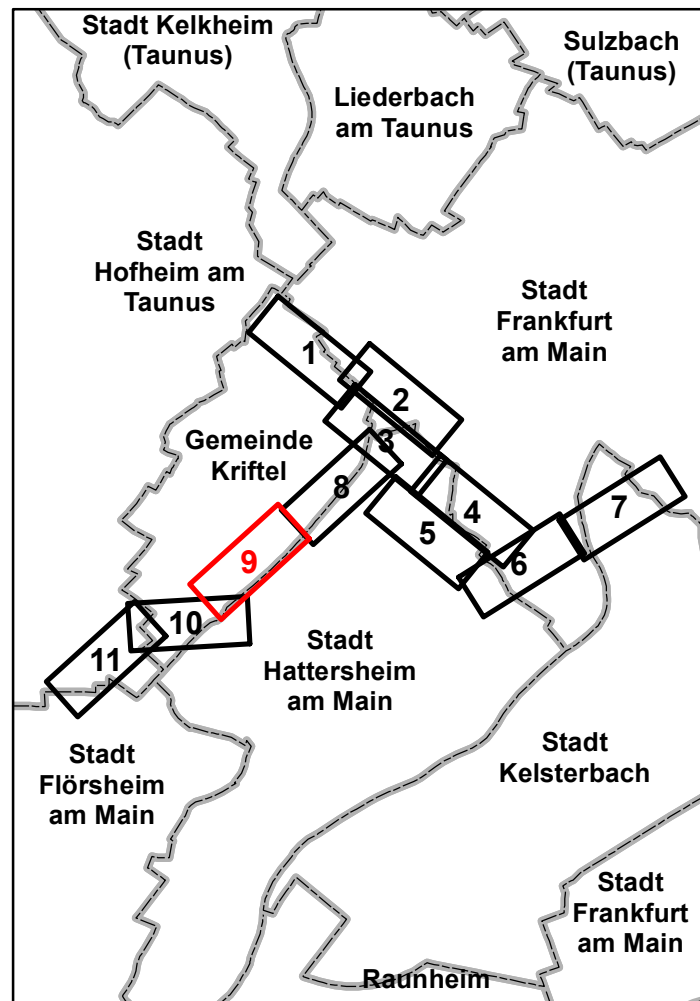 Stadt Kelkheim
(Taunus)
Sulzbach
(Taunus)
Liederbach
am Taunus
Stadt
Hofheim am
Taunus
Stadt
Frankfurt
am Main
1
2
3
Gemeinde
Kriftel
8
7
4
5
9
6
10
11
Stadt
Hattersheim
am Main
Stadt
Flörsheim
am Main
Stadt
Kelsterbach
Stadt
Frankfurt
am Main
Raunheim